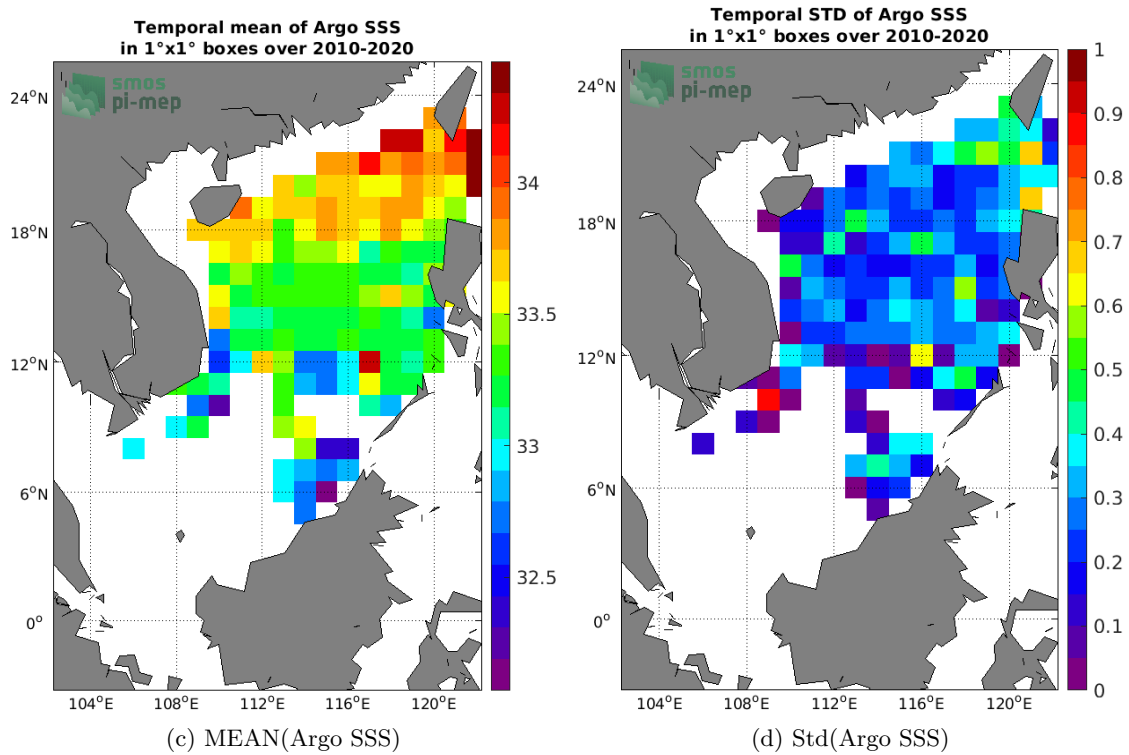 Temporal mean of Argo SSS
in 1°x1° boxes over 2010-2020
smos
pi-mep
24°N
18°N
12°N
6°N
0°
104°E
108°E
112°E
116°E
120°E
34
33.5
33
32.5
(c) MEAN(Argo SSS)
Temporal STD of Argo SSS
in 1°x1° boxes over 2010-2020
smos
pi-mep
24°N
18°N
12°N
6°N
0°
104°E
108°E
112°E
116°E
120°E
1
0.9
0.8
0.7
0.6
0.5
0.4
0.3
0.2
0.1
0
(d) Std(Argo SSS)